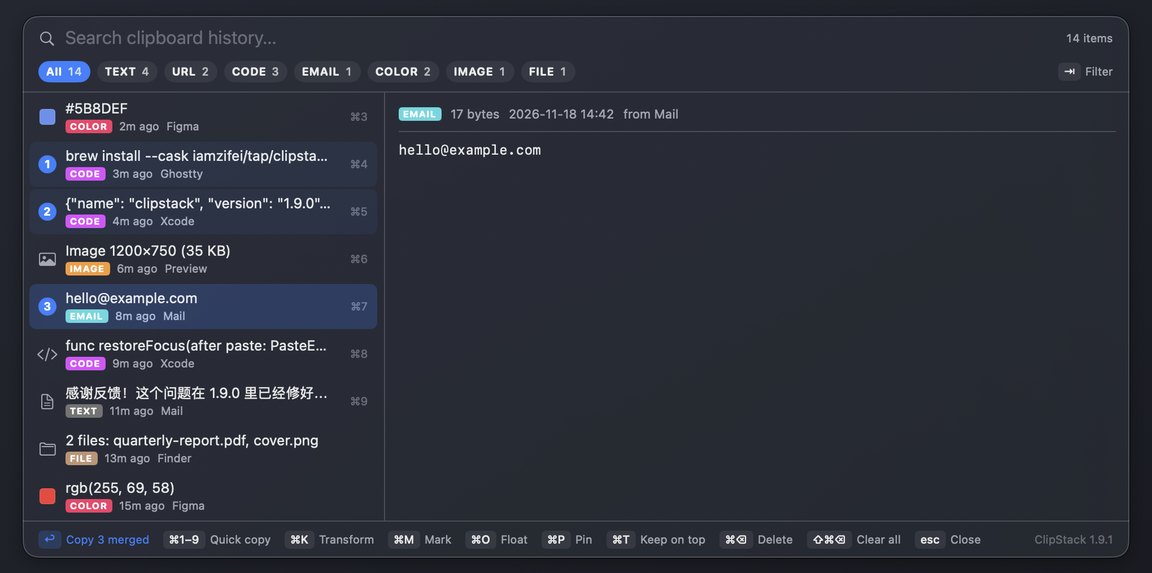 Search clipboard history...
14 items
All 14 TEXT 4 URL 2 CODE 3 EMAIL 1 COLOR 2 IMAGE 1 FILE 1
⇥ Filter
#5B8DEF
COLOR 2m ago Figma
⌘3
1
brew install --cask iamzifei/tap/clipsta...
CODE 3m ago Ghostty
⌘4
2
{"name": "clipstack", "version": "1.9.0"...
CODE 4m ago Xcode
⌘5
Image 1200×750 (35 KB)
IMAGE 6m ago Preview
⌘6
3
hello@example.com
EMAIL 8m ago Mail
⌘7
func restoreFocus(after paste: PasteE...
CODE 9m ago Xcode
⌘8
感谢反馈！这个问题在 1.9.0 里已经修好...
TEXT 11m ago Mail
⌘9
2 files: quarterly-report.pdf, cover.png
FILE 13m ago Finder
rgb(255, 69, 58)
COLOR 15m ago Figma
EMAIL 17 bytes 2026-11-18 14:42 from Mail
hello@example.com
↩ Copy 3 merged ⌘1–9 Quick copy ⌘K Transform ⌘M Mark ⌘O Float ⌘P Pin ⌘T Keep on top ⌘⌫ Delete ⇧⌘⌫ Clear all esc Close ClipStack 1.9.1